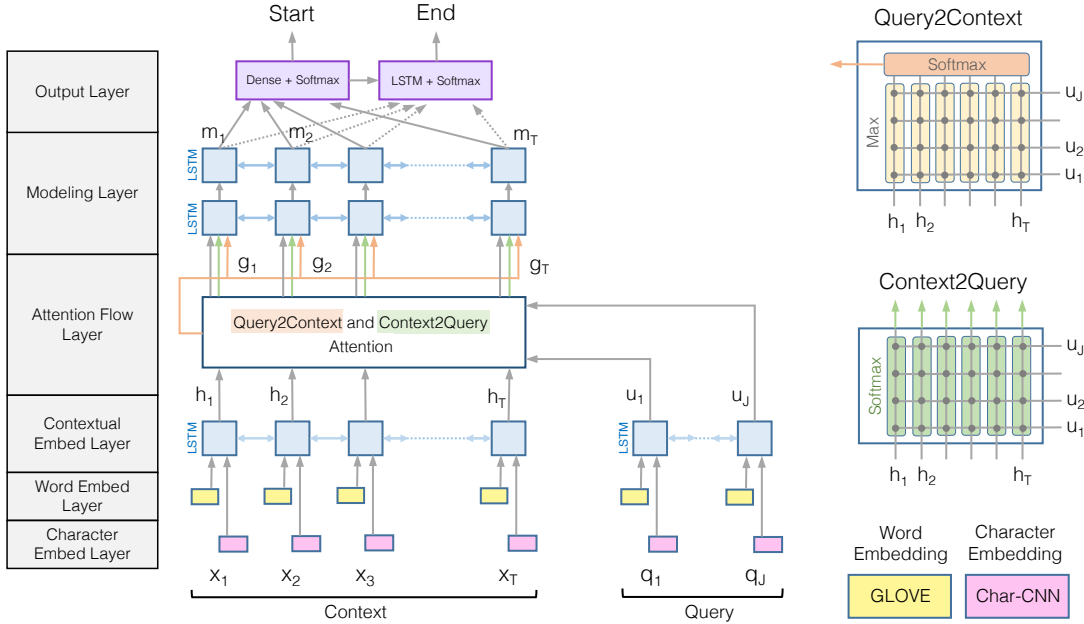 Start End
Output Layer
Dense + Softmax
LSTM + Softmax
m1 m2 mT
Modeling Layer
LSTM
LSTM
g1 g2 gT
Attention Flow
Layer
Query2Context and Context2Query
Attention
h1 h2 hT u1 uJ
Contextual
Embed Layer
LSTM
LSTM
Word Embed
Layer
Character
Embed Layer
x1 x2 x3 xT q1 qJ
Context Query
Query2Context
Softmax
Max
uJ
u2
u1
h1 h2 hT
Context2Query
Softmax
uJ
u2
u1
h1 h2 hT
Word
Embedding
GLOVE
Character
Embedding
Char-CNN